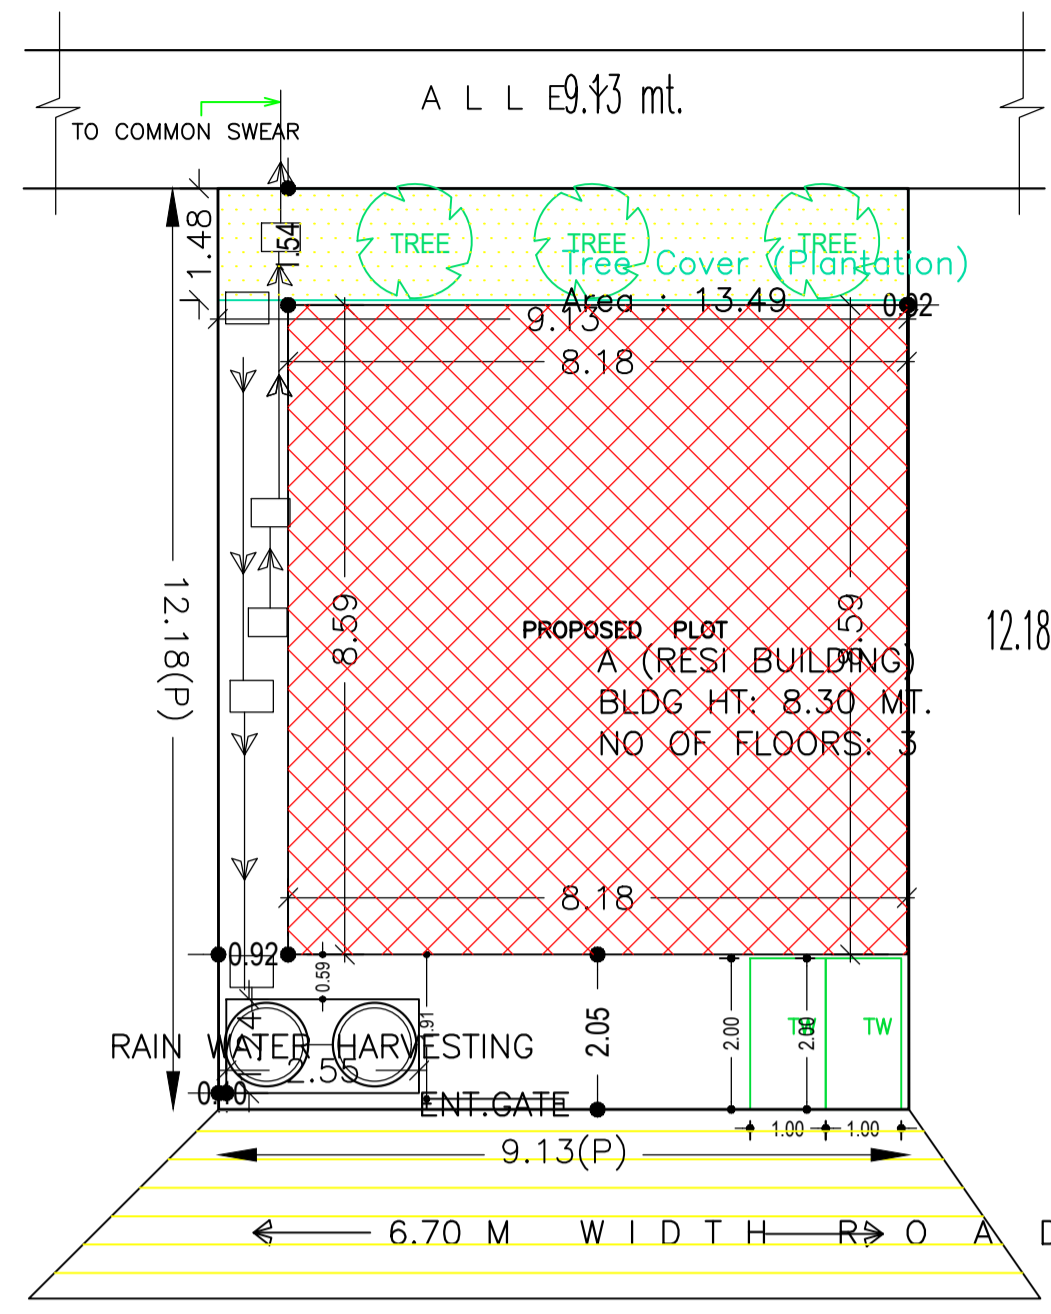 A L L E Y
9.13 mt.
TO COMMON SWEAR
1.48
1.54
TREE
TREE
TREE
Tree Cover (Plantation)
Area : 13.49
0.92
9.13
8.18
8.59
8.59
12.18(P)
12.18
PROPOSED PLOT
A (RESI BUILDING)
BLDG HT: 8.30 MT.
NO OF FLOORS: 3
8.18
0.92
0.59
1.91
2.05
2.00
2.00
TW
TW
RAIN WATER HARVESTING
2.55
0.10
ENT.GATE
1.00
1.00
9.13(P)
6.70 M WIDTH ROAD